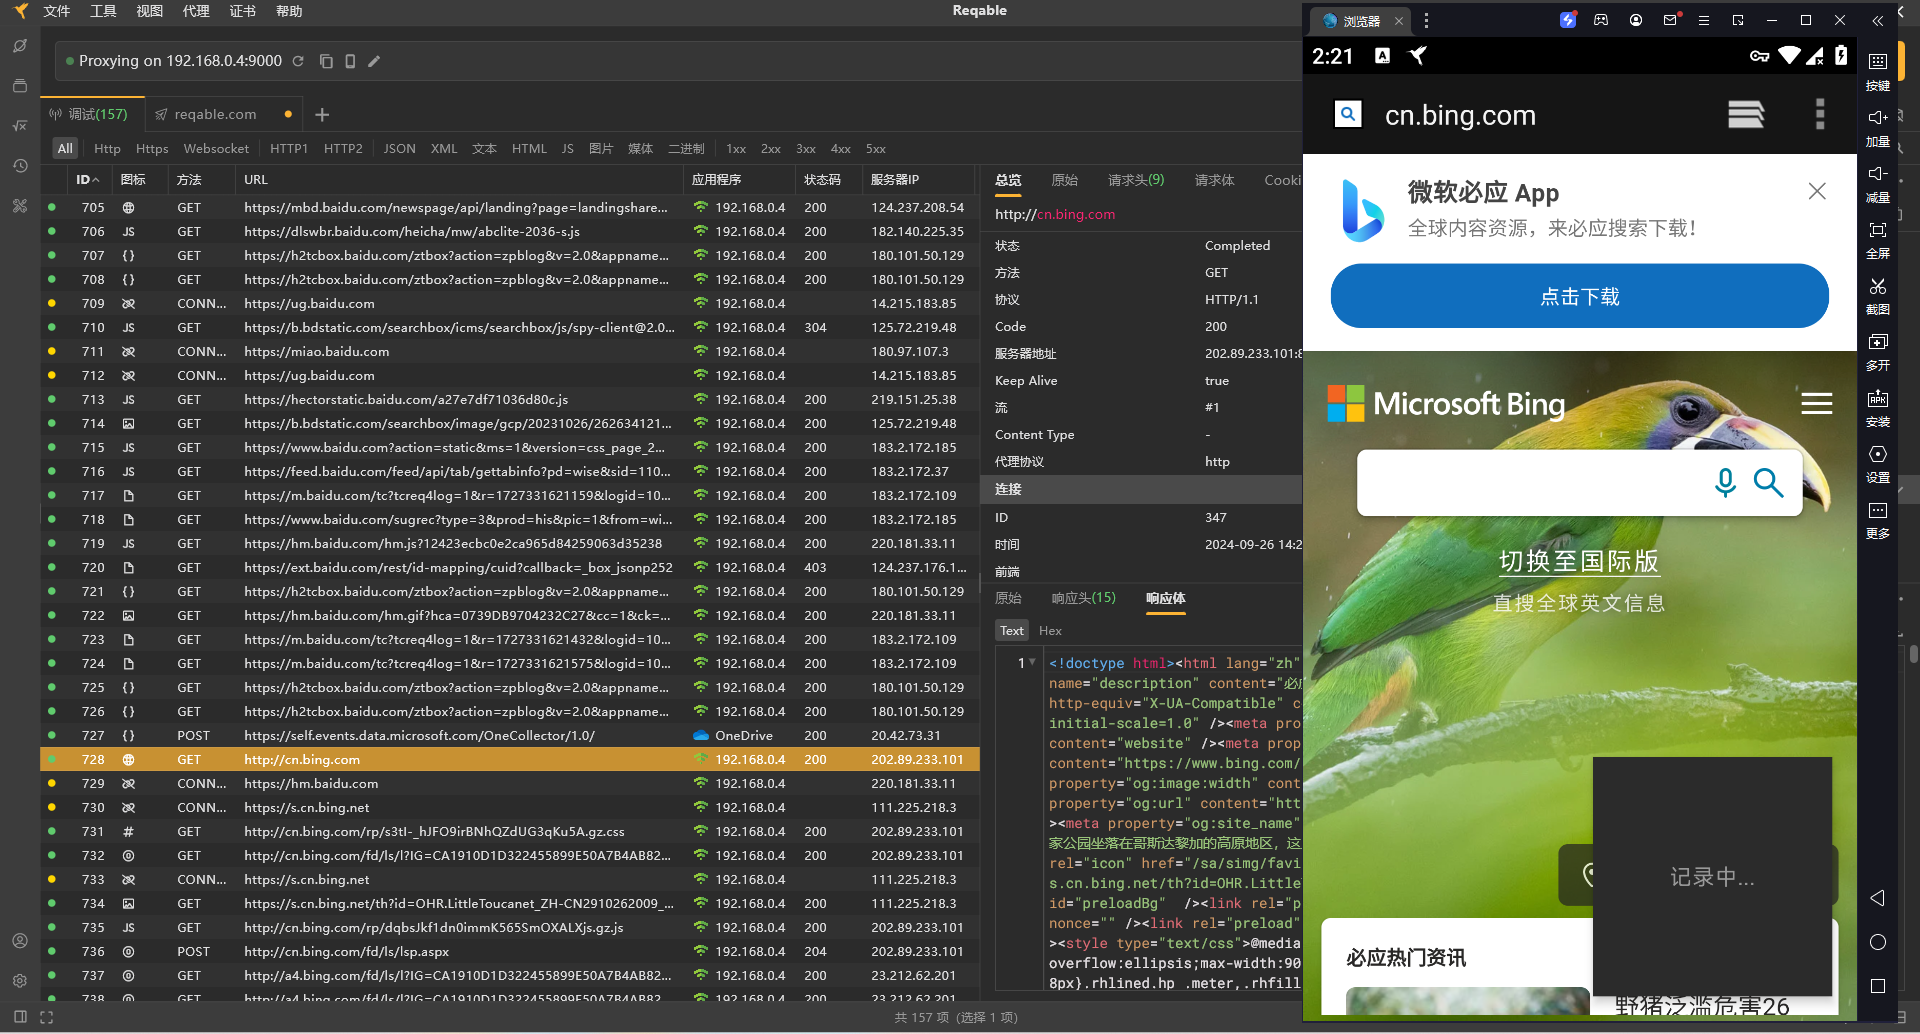 文件 工具 视图 代理 证书 帮助
Reqable
Proxying on 192.168.0.4:9000
调试(157)
reqable.com
All Http Https Websocket HTTP1 HTTP2 JSON XML 文本 HTML JS 图片 媒体 二进制 1xx 2xx 3xx 4xx 5xx
ID 图标 方法 URL 应用程序 状态码 服务器IP
705 GET https://mbd.baidu.com/newspage/api/landing?page=landingshare... 192.168.0.4 200 124.237.208.54
706 JS GET https://dlswbr.baidu.com/heicha/mw/abclite-2036-s.js 192.168.0.4 200 182.140.225.35
707 {} GET https://h2tcbox.baidu.com/ztbox?action=zpblog&v=2.0&appname... 192.168.0.4 200 180.101.50.129
708 {} GET https://h2tcbox.baidu.com/ztbox?action=zpblog&v=2.0&appname... 192.168.0.4 200 180.101.50.129
709 CONN... https://ug.baidu.com 192.168.0.4 14.215.183.85
710 JS GET https://b.bdstatic.com/searchbox/icms/searchbox/js/spy-client@2.0... 192.168.0.4 304 125.72.219.48
711 CONN... https://miao.baidu.com 192.168.0.4 180.97.107.3
712 CONN... https://ug.baidu.com 192.168.0.4 14.215.183.85
713 JS GET https://hectorstatic.baidu.com/a27e7df71036d80c.js 192.168.0.4 200 219.151.25.38
714 GET https://b.bdstatic.com/searchbox/image/gcp/20231026/262634121... 192.168.0.4 200 125.72.219.48
715 JS GET https://www.baidu.com?action=static&ms=1&version=css_page_2... 192.168.0.4 200 183.2.172.185
716 JS GET https://feed.baidu.com/feed/api/tab/gettabinfo?pd=wise&sid=110... 192.168.0.4 200 183.2.172.37
717 GET https://m.baidu.com/tc?tcreq4log=1&r=1727331621159&logid=10... 192.168.0.4 200 183.2.172.109
718 GET https://www.baidu.com/sugrec?type=3&prod=his&pic=1&from=wi... 192.168.0.4 200 183.2.172.185
719 JS GET https://hm.baidu.com/hm.js?12423ecbc0e2ca965d84259063d35238 192.168.0.4 200 220.181.33.11
720 GET https://ext.baidu.com/rest/id-mapping/cuid?callback=_box_jsonp252 192.168.0.4 403 124.237.176.1...
721 {} GET https://h2tcbox.baidu.com/ztbox?action=zpblog&v=2.0&appname... 192.168.0.4 200 180.101.50.129
722 GET https://hm.baidu.com/hm.gif?hca=0739DB9704232C27&cc=1&ck=... 192.168.0.4 200 220.181.33.11
723 GET https://m.baidu.com/tc?tcreq4log=1&r=1727331621432&logid=10... 192.168.0.4 200 183.2.172.109
724 GET https://m.baidu.com/tc?tcreq4log=1&r=1727331621575&logid=10... 192.168.0.4 200 183.2.172.109
725 {} GET https://h2tcbox.baidu.com/ztbox?action=zpblog&v=2.0&appname... 192.168.0.4 200 180.101.50.129
726 {} GET https://h2tcbox.baidu.com/ztbox?action=zpblog&v=2.0&appname... 192.168.0.4 200 180.101.50.129
727 {} POST https://self.events.data.microsoft.com/OneCollector/1.0/ OneDrive 200 20.42.73.31
728 GET http://cn.bing.com 192.168.0.4 200 202.89.233.101
729 CONN... https://hm.baidu.com 192.168.0.4 220.181.33.11
730 CONN... https://s.cn.bing.net 192.168.0.4 111.225.218.3
731 # GET http://cn.bing.com/rp/s3tI-_hJFO9irBNhQZdUG3qKu5A.gz.css 192.168.0.4 200 202.89.233.101
732 GET http://cn.bing.com/fd/ls/l?IG=CA1910D1D322455899E50A7B4AB82... 192.168.0.4 200 202.89.233.101
733 CONN... https://s.cn.bing.net 192.168.0.4 111.225.218.3
734 GET https://s.cn.bing.net/th?id=OHR.LittleToucanet_ZH-CN2910262009_... 192.168.0.4 200 111.225.218.3
735 JS GET http://cn.bing.com/rp/dqbsJkf1dn0immK565SmOXALXjs.gz.js 192.168.0.4 200 202.89.233.101
736 POST http://cn.bing.com/fd/ls/lsp.aspx 192.168.0.4 204 202.89.233.101
737 GET http://a4.bing.com/fd/ls/l?IG=CA1910D1D322455899E50A7B4AB82... 192.168.0.4 200 23.212.62.201
738 GET http://a4.bing.com/fd/ls/l?IG=CA1910D1D322455899E50A7B4AB82... 192.168.0.4 200 23.212.62.201
共 157 项 (选择 1 项)
总览 原始 请求头(9) 请求体 Cooki
http://cn.bing.com
状态 Completed
方法 GET
协议 HTTP/1.1
Code 200
服务器地址 202.89.233.101:8
Keep Alive true
流 #1
Content Type -
代理协议 http
连接
ID 347
时间 2024-09-26 14:2
前端
原始 响应头(15) 响应体
Text Hex
1 <!doctype html><html lang="zh"
name="description" content="必应
http-equiv="X-UA-Compatible" c
initial-scale=1.0" /><meta pro
content="website" /><meta prop
content="https://www.bing.com/
property="og:image:width" cont
property="og:url" content="htt
><meta property="og:site_name"
家公园坐落在哥斯达黎加的高原地区，这
rel="icon" href="/sa/simg/favi
s.cn.bing.net/th?id=OHR.Little
id="preloadBg" /><link rel="p
nonce="" /><link rel="preload"
><style type="text/css">@media
overflow:ellipsis;max-width:90
8px}.rhlined.hp .meter,.rhfill
浏览器
2:21
cn.bing.com
微软必应 App
全球内容资源，来必应搜索下载！
点击下载
Microsoft Bing
切换至国际版
直搜全球英文信息
记录中...
必应热门资讯
野猪泛滥危害26
按键
加量
减量
全屏
截图
多开
APK
安装
设置
更多